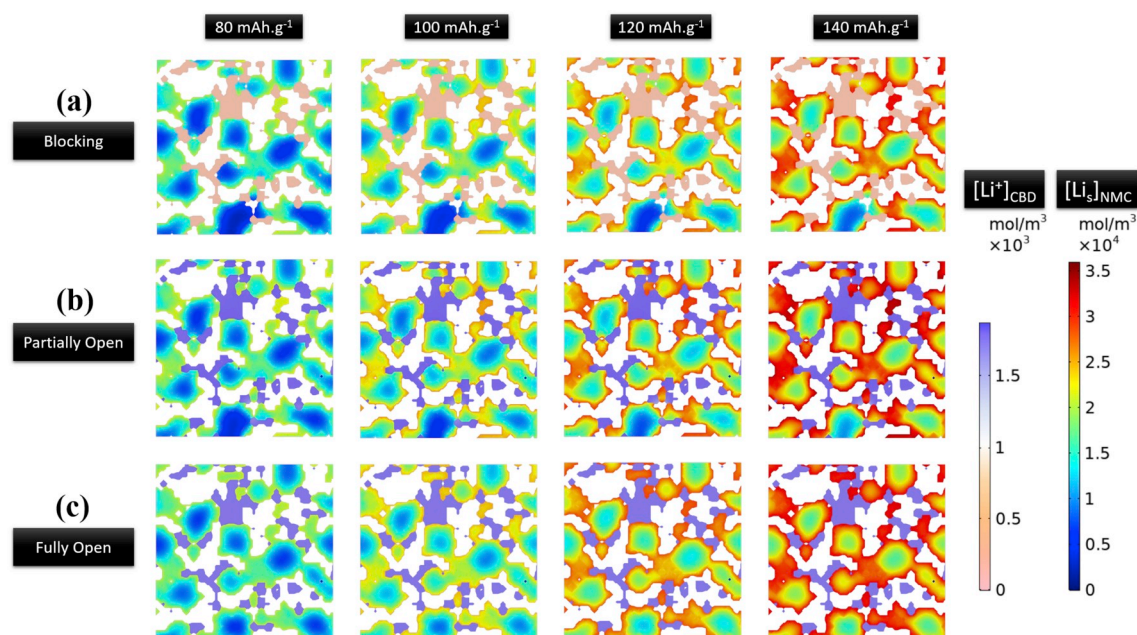 80 mAh.g⁻¹ 100 mAh.g⁻¹ 120 mAh.g⁻¹ 140 mAh.g⁻¹
(a)
Blocking
[Li⁺]CBD [Liₛ]NMC
mol/m³ mol/m³
×10³ ×10⁴
(b)
Partially Open
1.5
1
0.5
0
3.5
3
2.5
2
1.5
1
0.5
0
(c)
Fully Open